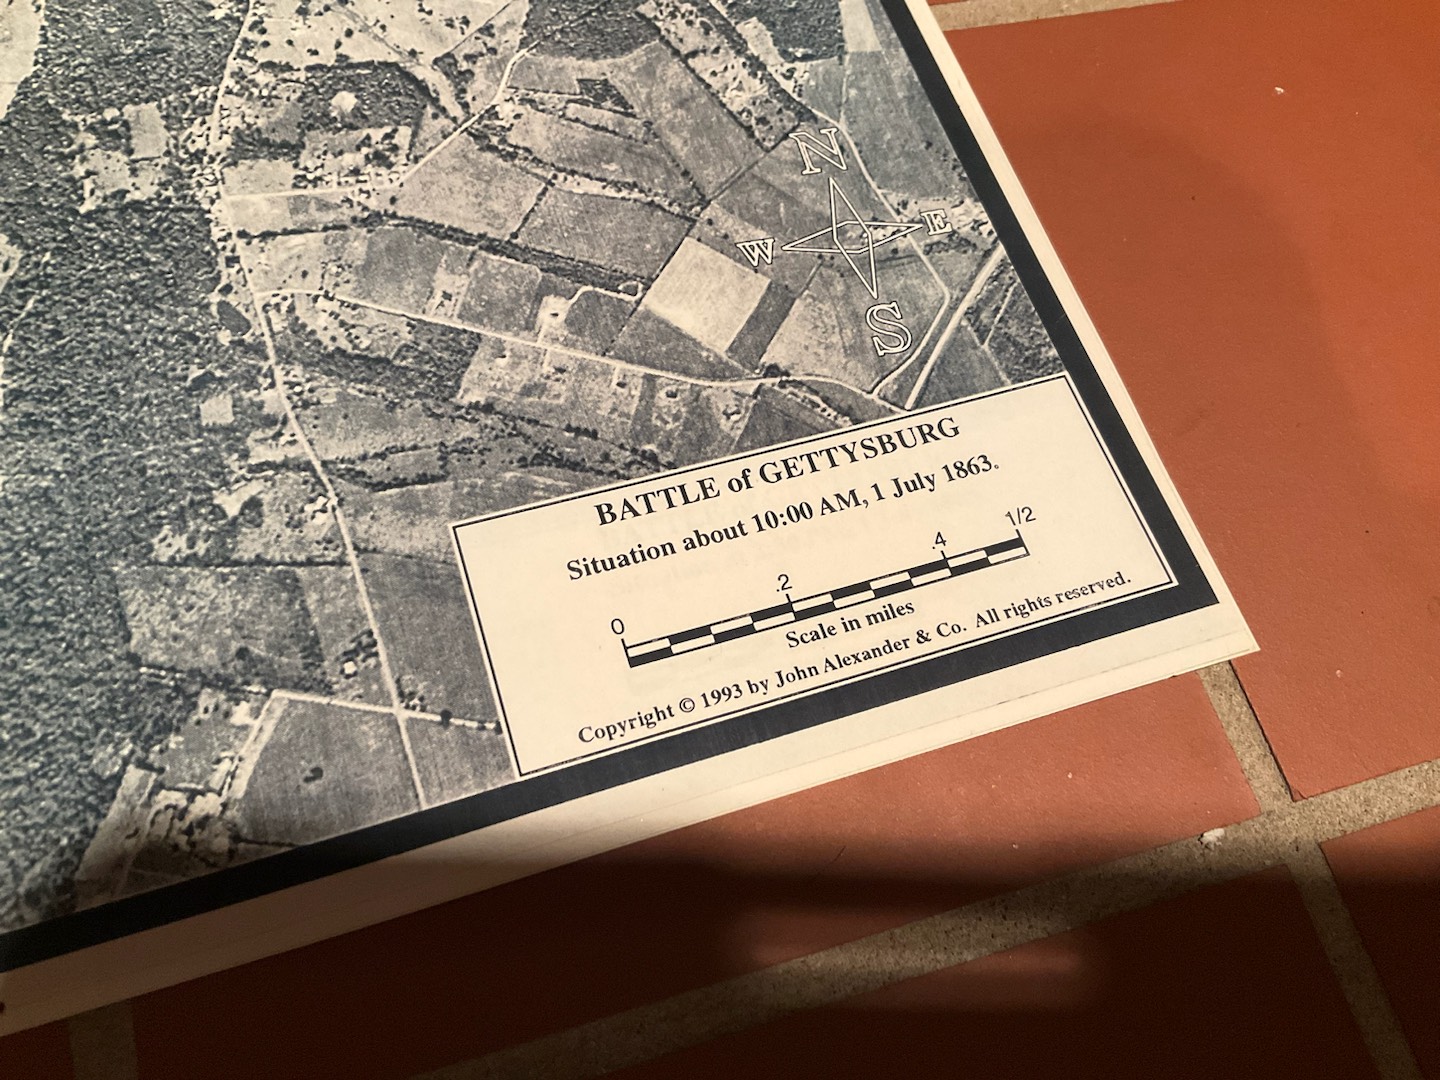 N
W E
S
BATTLE of GETTYSBURG
Situation about 10:00 AM, 1 July 1863.
0 .2 .4 1/2
Scale in miles
Copyright © 1993 by John Alexander & Co. All rights reserved.